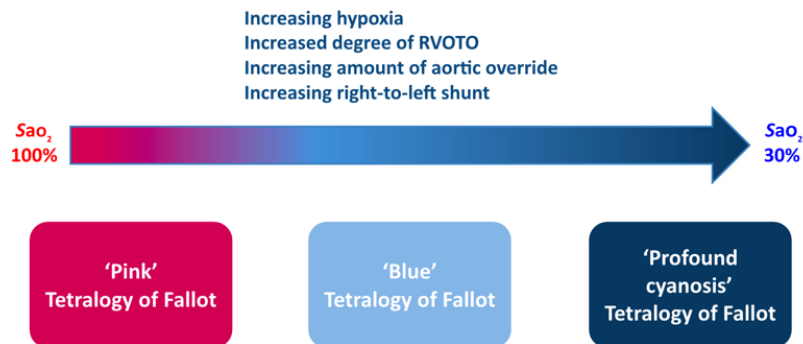 Increasing hypoxia
Increased degree of RVOTO
Increasing amount of aortic override
Increasing right-to-left shunt
Sao₂
100%
Sao₂
30%
‘Pink’
Tetralogy of Fallot
‘Blue’
Tetralogy of Fallot
‘Profound
cyanosis’
Tetralogy of Fallot